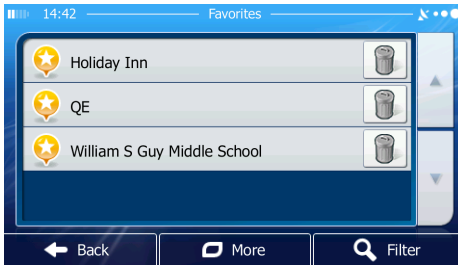 14:42 Favorites
Holiday Inn
QE
William S Guy Middle School
Back More Filter